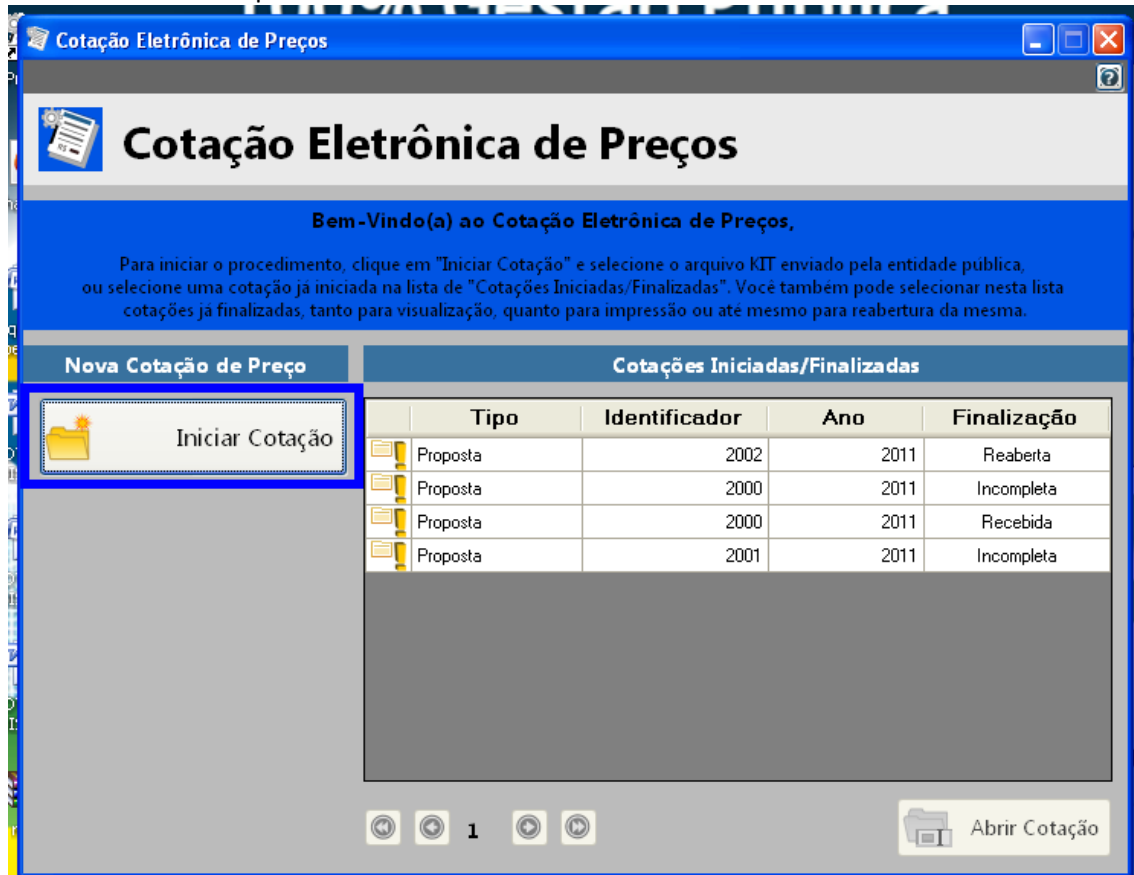 100% Gestão Pública
Cotação Eletrônica de Preços
Cotação Eletrônica de Preços
Bem-Vindo(a) ao Cotação Eletrônica de Preços,
Para iniciar o procedimento, clique em "Iniciar Cotação" e selecione o arquivo KIT enviado pela entidade pública,
ou selecione uma cotação já iniciada na lista de "Cotações Iniciadas/Finalizadas". Você também pode selecionar nesta lista
cotações já finalizadas, tanto para visualização, quanto para impressão ou até mesmo para reabertura da mesma.
Nova Cotação de Preço
Cotações Iniciadas/Finalizadas
Iniciar Cotação
Tipo Identificador Ano Finalização
Proposta 2002 2011 Reaberta
Proposta 2000 2011 Incompleta
Proposta 2000 2011 Recebida
Proposta 2001 2011 Incompleta
1
Abrir Cotação